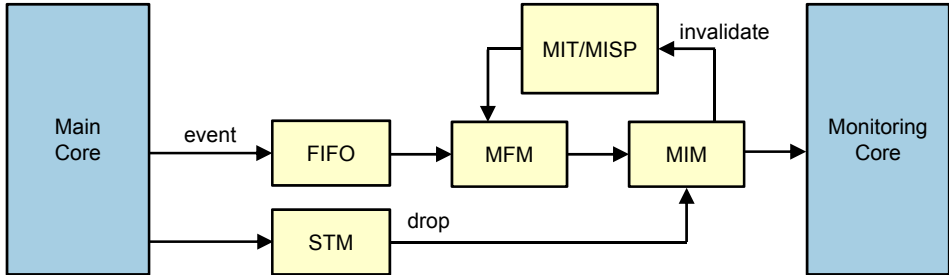 MIT/MISP
invalidate
Main
Core
event
FIFO
MFM
MIM
Monitoring
Core
STM
drop